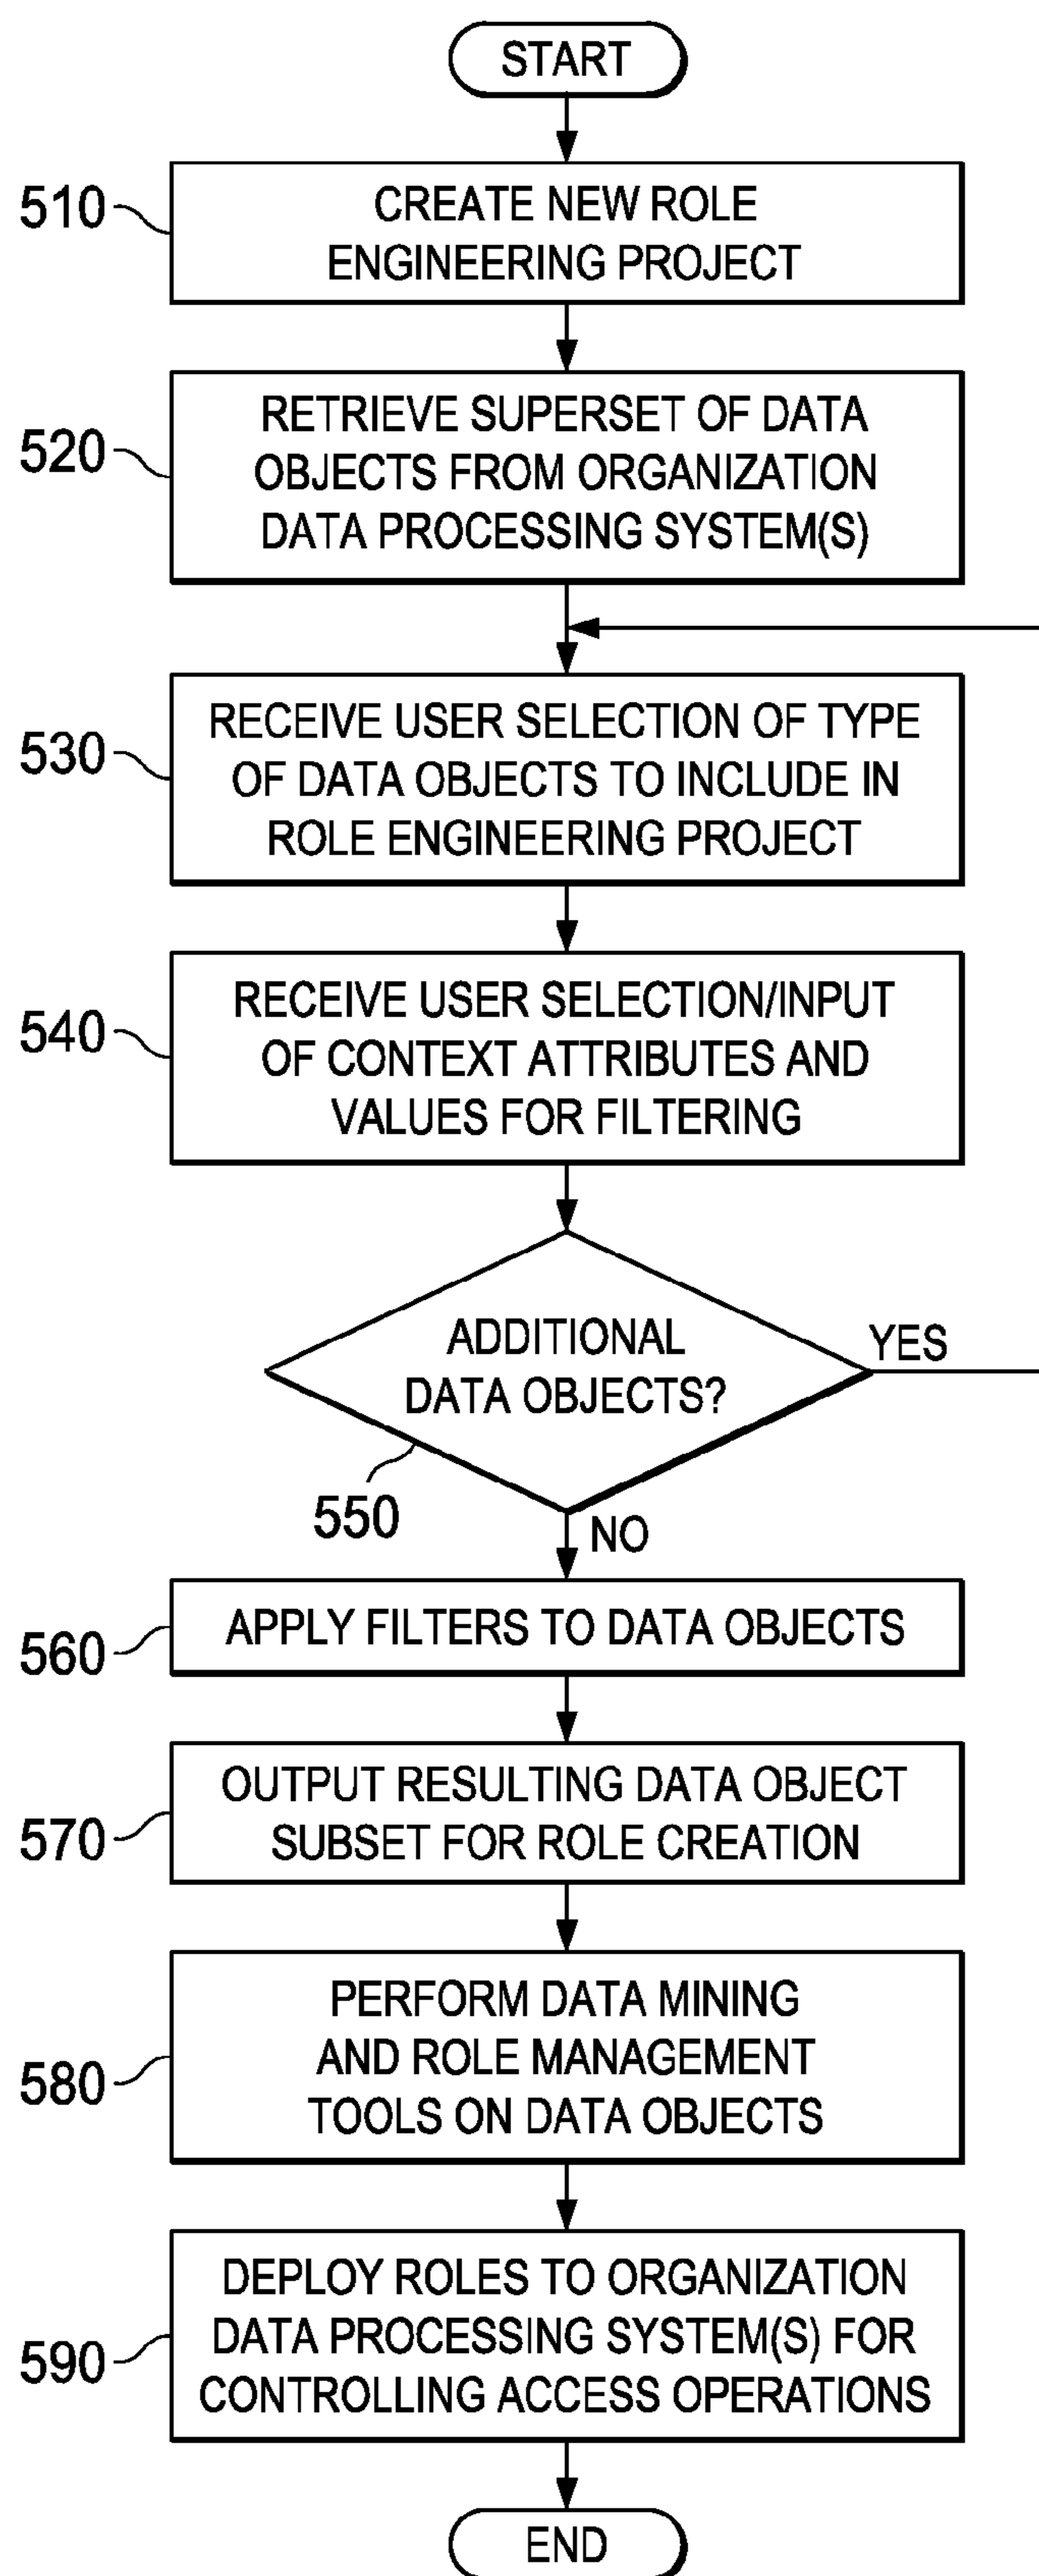 START
510
CREATE NEW ROLE
ENGINEERING PROJECT
520
RETRIEVE SUPERSET OF DATA
OBJECTS FROM ORGANIZATION
DATA PROCESSING SYSTEM(S)
530
RECEIVE USER SELECTION OF TYPE
OF DATA OBJECTS TO INCLUDE IN
ROLE ENGINEERING PROJECT
540
RECEIVE USER SELECTION/INPUT
OF CONTEXT ATTRIBUTES AND
VALUES FOR FILTERING
ADDITIONAL
DATA OBJECTS?
YES
550
NO
560
APPLY FILTERS TO DATA OBJECTS
570
OUTPUT RESULTING DATA OBJECT
SUBSET FOR ROLE CREATION
580
PERFORM DATA MINING
AND ROLE MANAGEMENT
TOOLS ON DATA OBJECTS
590
DEPLOY ROLES TO ORGANIZATION
DATA PROCESSING SYSTEM(S) FOR
CONTROLLING ACCESS OPERATIONS
END